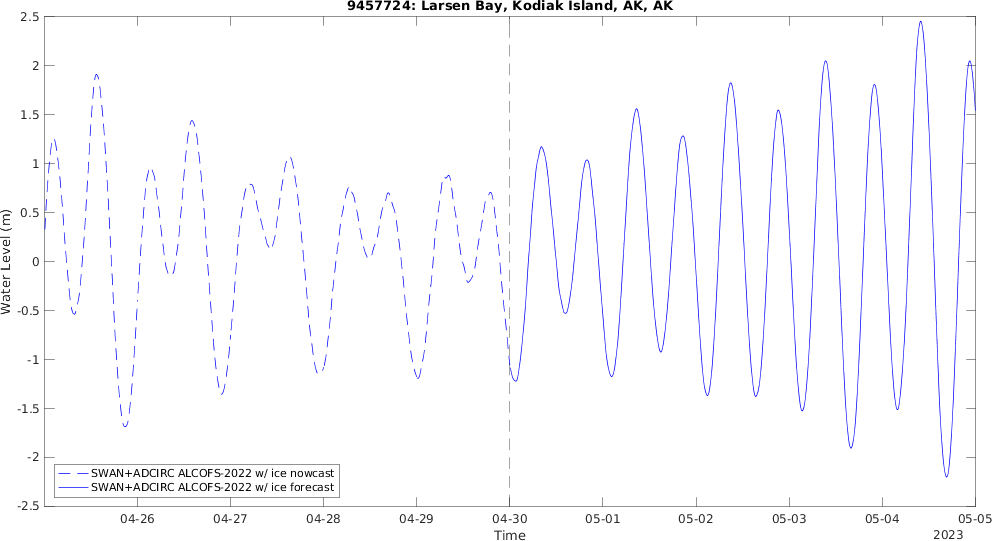 9457724: Larsen Bay, Kodiak Island, AK, AK
2.5
2
1.5
1
0.5
0
-0.5
-1
-1.5
-2
-2.5
Water Level (m)
SWAN+ADCIRC ALCOFS-2022 w/ ice nowcast
SWAN+ADCIRC ALCOFS-2022 w/ ice forecast
04-26 04-27 04-28 04-29 04-30 05-01 05-02 05-03 05-04 05-05
Time
2023